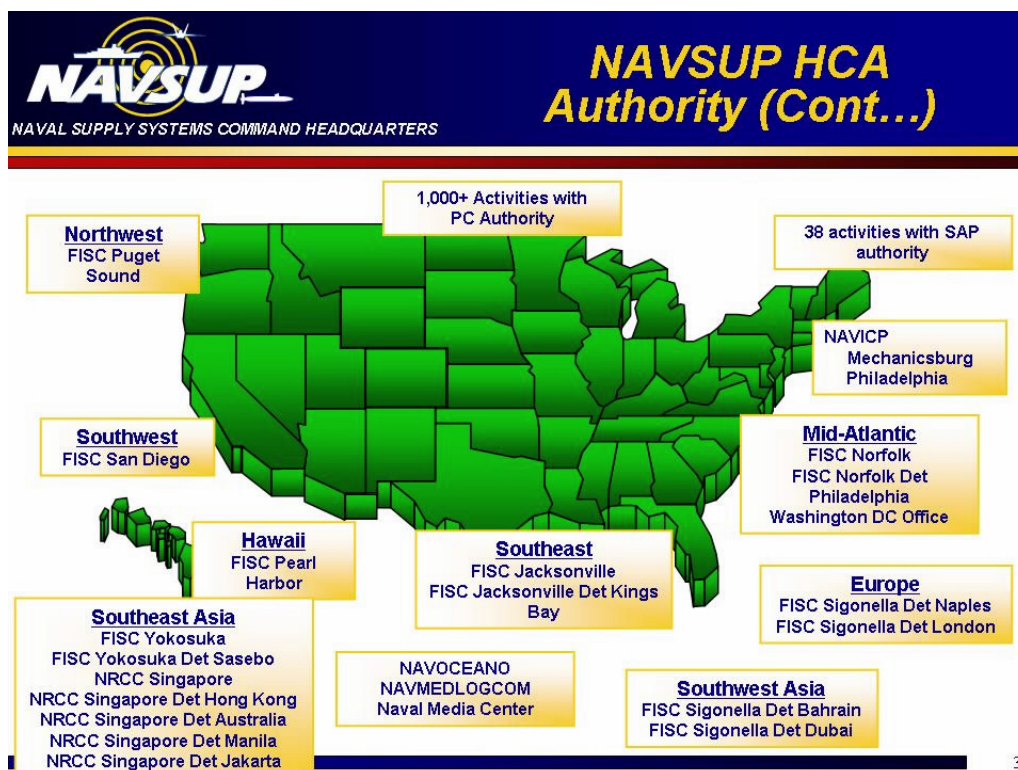 NAVSUP
NAVAL SUPPLY SYSTEMS COMMAND HEADQUARTERS
NAVSUP HCA
Authority (Cont...)
1,000+ Activities with
PC Authority
Northwest
FISC Puget
Sound
38 activities with SAP
authority
NAVICP
Mechanicsburg
Philadelphia
Southwest
FISC San Diego
Mid-Atlantic
FISC Norfolk
FISC Norfolk Det
Philadelphia
Washington DC Office
Hawaii
FISC Pearl
Harbor
Southeast
FISC Jacksonville
FISC Jacksonville Det Kings
Bay
Europe
FISC Sigonella Det Naples
FISC Sigonella Det London
Southeast Asia
FISC Yokosuka
FISC Yokosuka Det Sasebo
NRCC Singapore
NRCC Singapore Det Hong Kong
NRCC Singapore Det Australia
NRCC Singapore Det Manila
NRCC Singapore Det Jakarta
NAVOCEANO
NAVMEDLOGCOM
Naval Media Center
Southwest Asia
FISC Sigonella Det Bahrain
FISC Sigonella Det Dubai